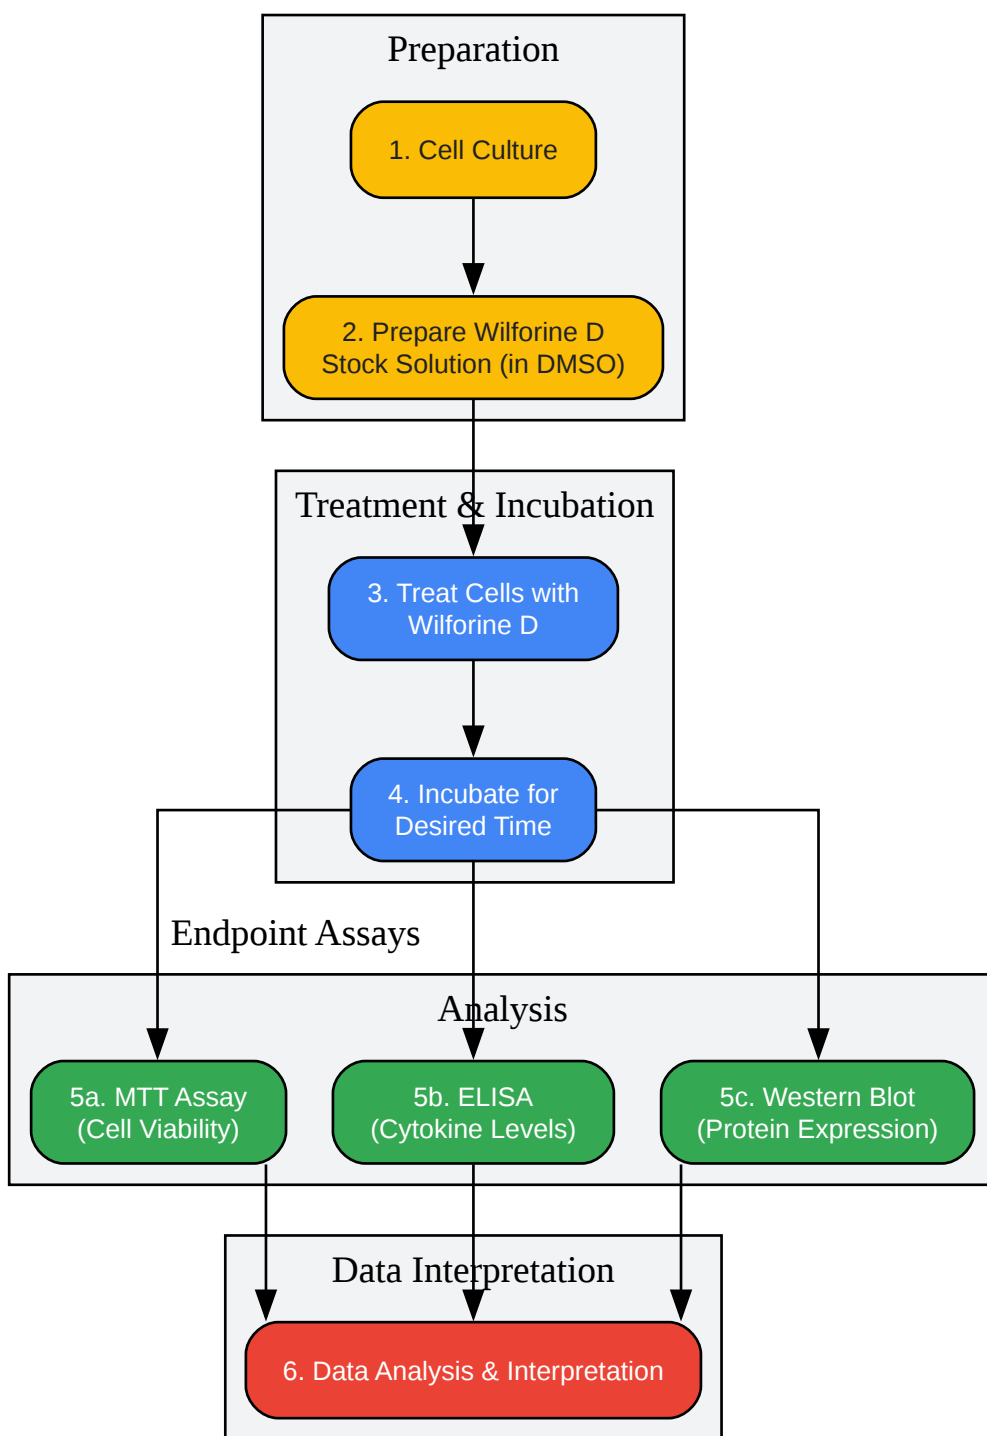 Preparation
1. Cell Culture
2. Prepare Wilforine D
Stock Solution (in DMSO)
Treatment & Incubation
3. Treat Cells with
Wilforine D
4. Incubate for
Desired Time
Endpoint Assays
Analysis
5a. MTT Assay
(Cell Viability)
5b. ELISA
(Cytokine Levels)
5c. Western Blot
(Protein Expression)
Data Interpretation
6. Data Analysis & Interpretation